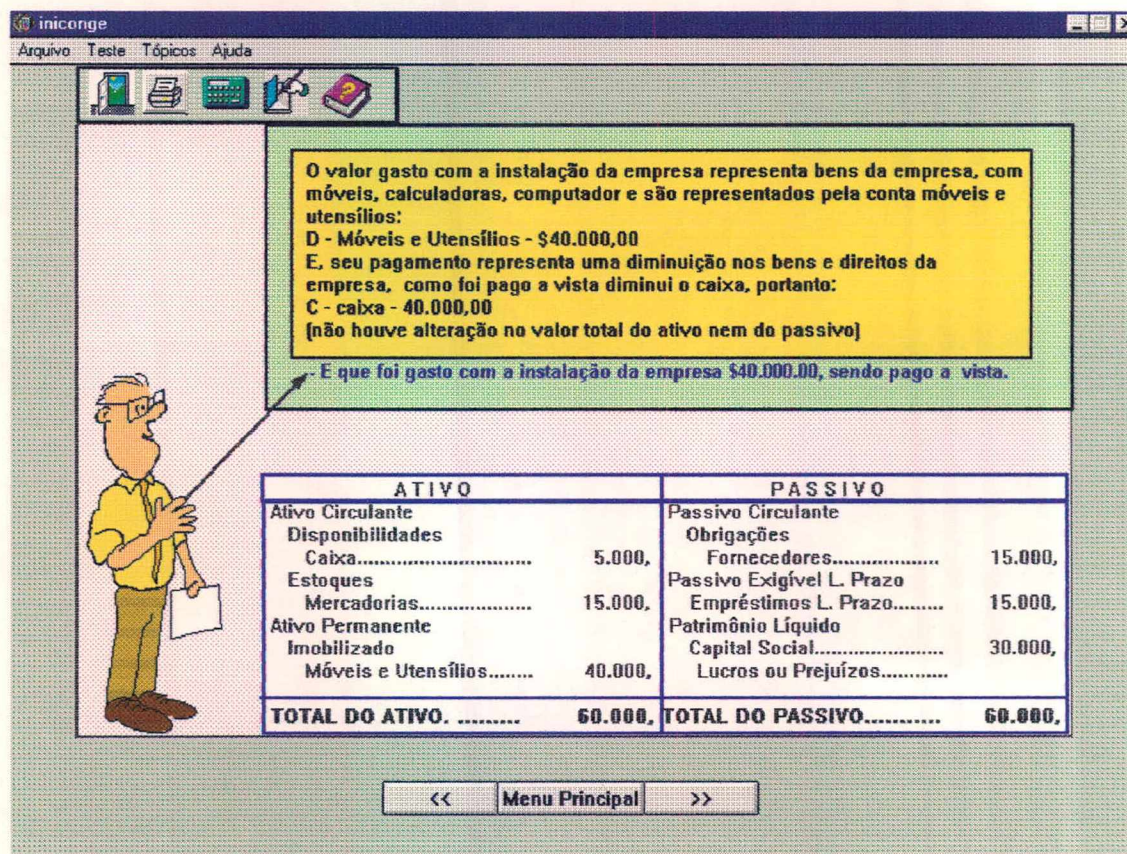 iniconge
Arquivo Teste Tópicos Ajuda
O valor gasto com a instalação da empresa representa bens da empresa, com
móveis, calculadoras, computador e são representados pela conta móveis e
utensílios:
D - Móveis e Utensílios - $40.000,00
E, seu pagamento representa uma diminuição nos bens e direitos da
empresa, como foi pago a vista diminui o caixa, portanto:
C - caixa - 40.000,00
(não houve alteração no valor total do ativo nem do passivo)
- E que foi gasto com a instalação da empresa $40.000.00, sendo pago a vista.
ATIVO PASSIVO
Ativo Circulante Passivo Circulante
Disponibilidades Obrigações
Caixa.............................. 5.000, Fornecedores.................... 15.000,
Estoques Passivo Exigível L. Prazo
Mercadorias.................... 15.000, Empréstimos L. Prazo......... 15.000,
Ativo Permanente Patrimônio Líquido
Imobilizado Capital Social........................ 30.000,
Móveis e Utensílios........ 40.000, Lucros ou Prejuízos............
TOTAL DO ATIVO. ......... 60.000, TOTAL DO PASSIVO........... 60.000,
<< Menu Principal >>